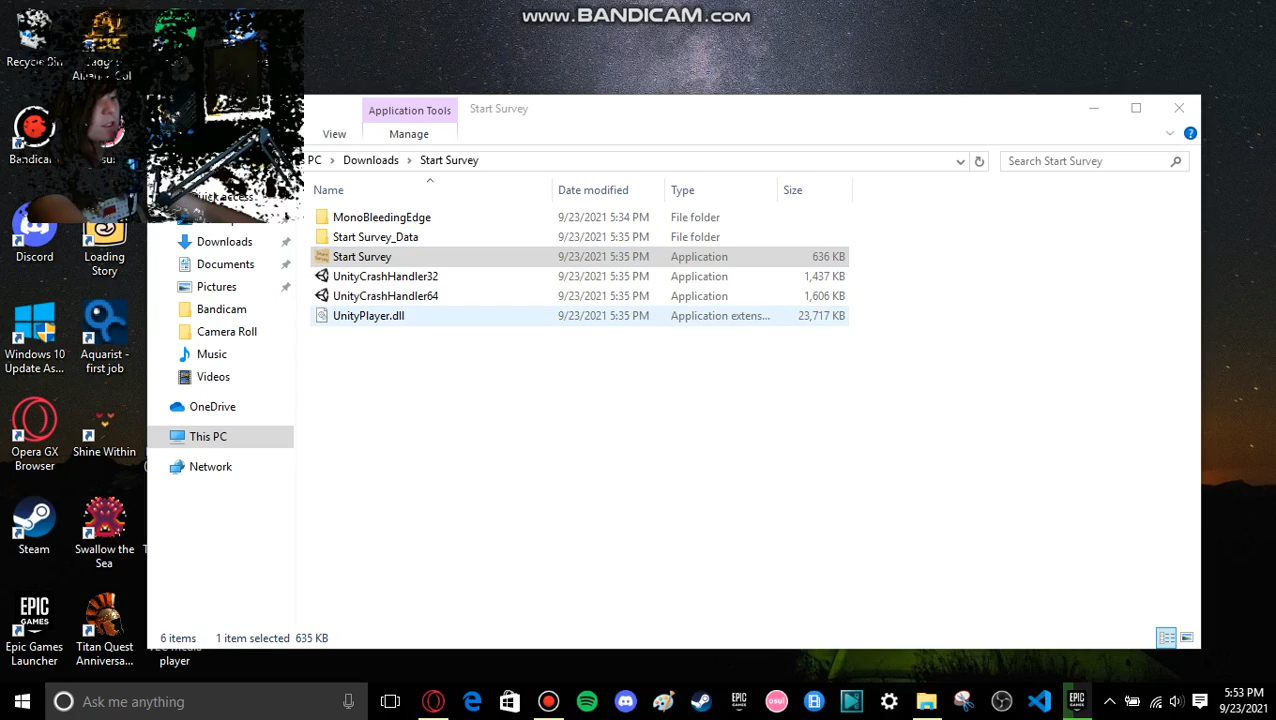 www.BANDICAM.com
Recycle Bin
Application Tools
Start Survey
View
Manage
PC > Downloads > Start Survey
Search Start Survey
Quick access
Name
Date modified
Type
Size
MonoBleedingEdge
9/23/2021 5:34 PM
File folder
Start Survey_Data
9/23/2021 5:35 PM
File folder
Start Survey
9/23/2021 5:35 PM
Application
636 KB
UnityCrashHandler32
9/23/2021 5:35 PM
Application
1,437 KB
UnityCrashHandler64
9/23/2021 5:35 PM
Application
1,606 KB
UnityPlayer.dll
9/23/2021 5:35 PM
Application extens...
23,717 KB
Downloads
Documents
Pictures
Bandicam
Camera Roll
Music
Videos
OneDrive
This PC
Network
Discord
Loading
Story
Windows 10
Update As...
Aquarist -
first job
Opera GX
Browser
Shine Within
Steam
Swallow the
Sea
EPIC
GAMES
Epic Games
Launcher
Titan Quest
Anniversa...
player
6 items
1 item selected 635 KB
Ask me anything
EPIC
GAMES
osu!
EPIC
GAMES
5:53 PM
9/23/2021